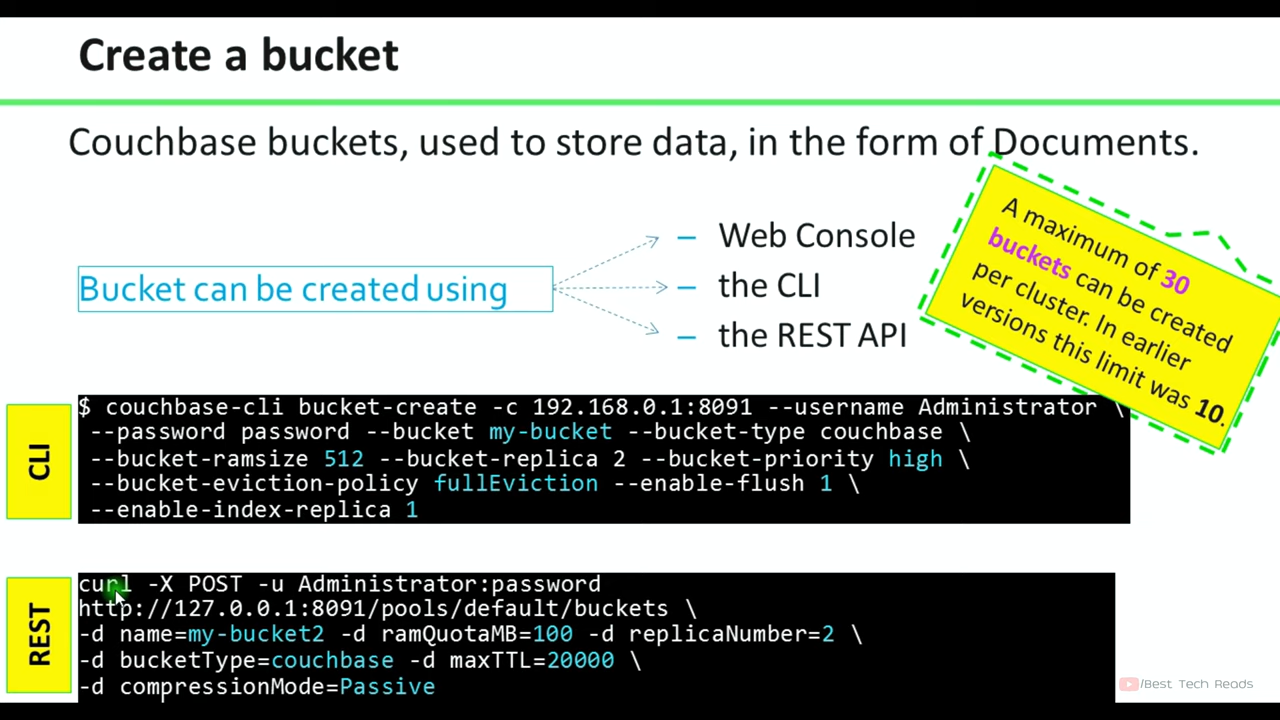 Create a bucket
Couchbase buckets, used to store data, in the form of Documents.
Bucket can be created using
– Web Console
– the CLI
– the REST API
A maximum of 30
buckets can be created
per cluster. In earlier
versions this limit was 10.
CLI
$ couchbase-cli bucket-create -c 192.168.0.1:8091 --username Administrator \
--password password --bucket my-bucket --bucket-type couchbase \
--bucket-ramsize 512 --bucket-replica 2 --bucket-priority high \
--bucket-eviction-policy fullEviction --enable-flush 1 \
--enable-index-replica 1
REST
curl -X POST -u Administrator:password
http://127.0.0.1:8091/pools/default/buckets \
-d name=my-bucket2 -d ramQuotaMB=100 -d replicaNumber=2 \
-d bucketType=couchbase -d maxTTL=20000 \
-d compressionMode=Passive
/Best Tech Reads